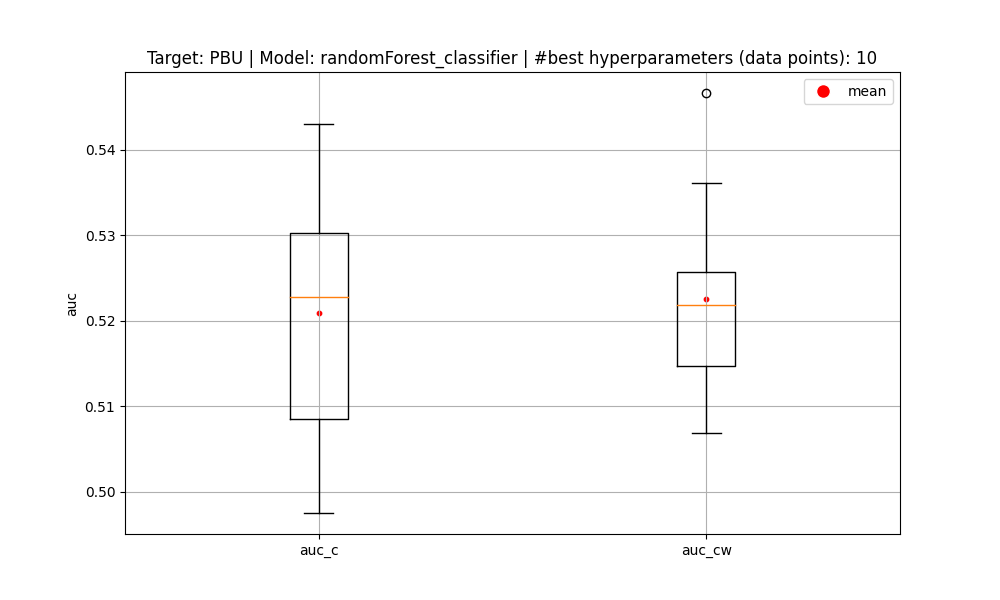 Target: PBU | Model: randomForest_classifier | #best hyperparameters (data points): 10
mean
0.54
0.53
0.52
0.51
0.50
auc
auc_c
auc_cw